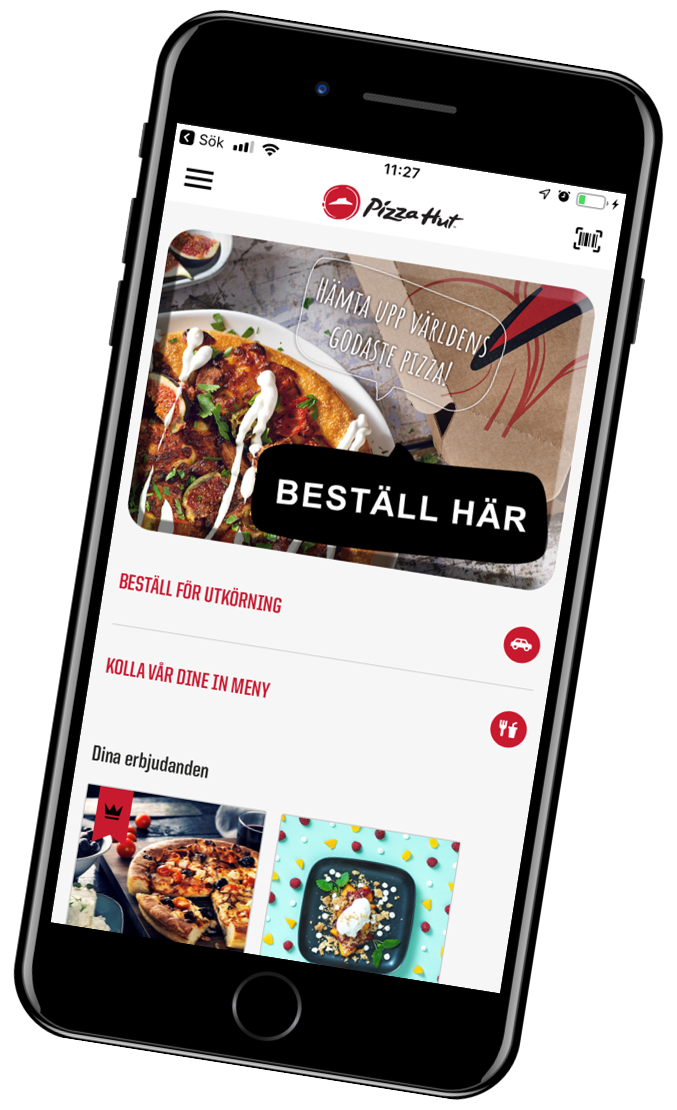 Sök
11:27
Pizza Hut
HÄMTA UPP VÄRLDENS
GODASTE PIZZA!
BESTÄLL HÄR
BESTÄLL FÖR UTKÖRNING
KOLLA VÅR DINE IN MENY
Dina erbjudanden